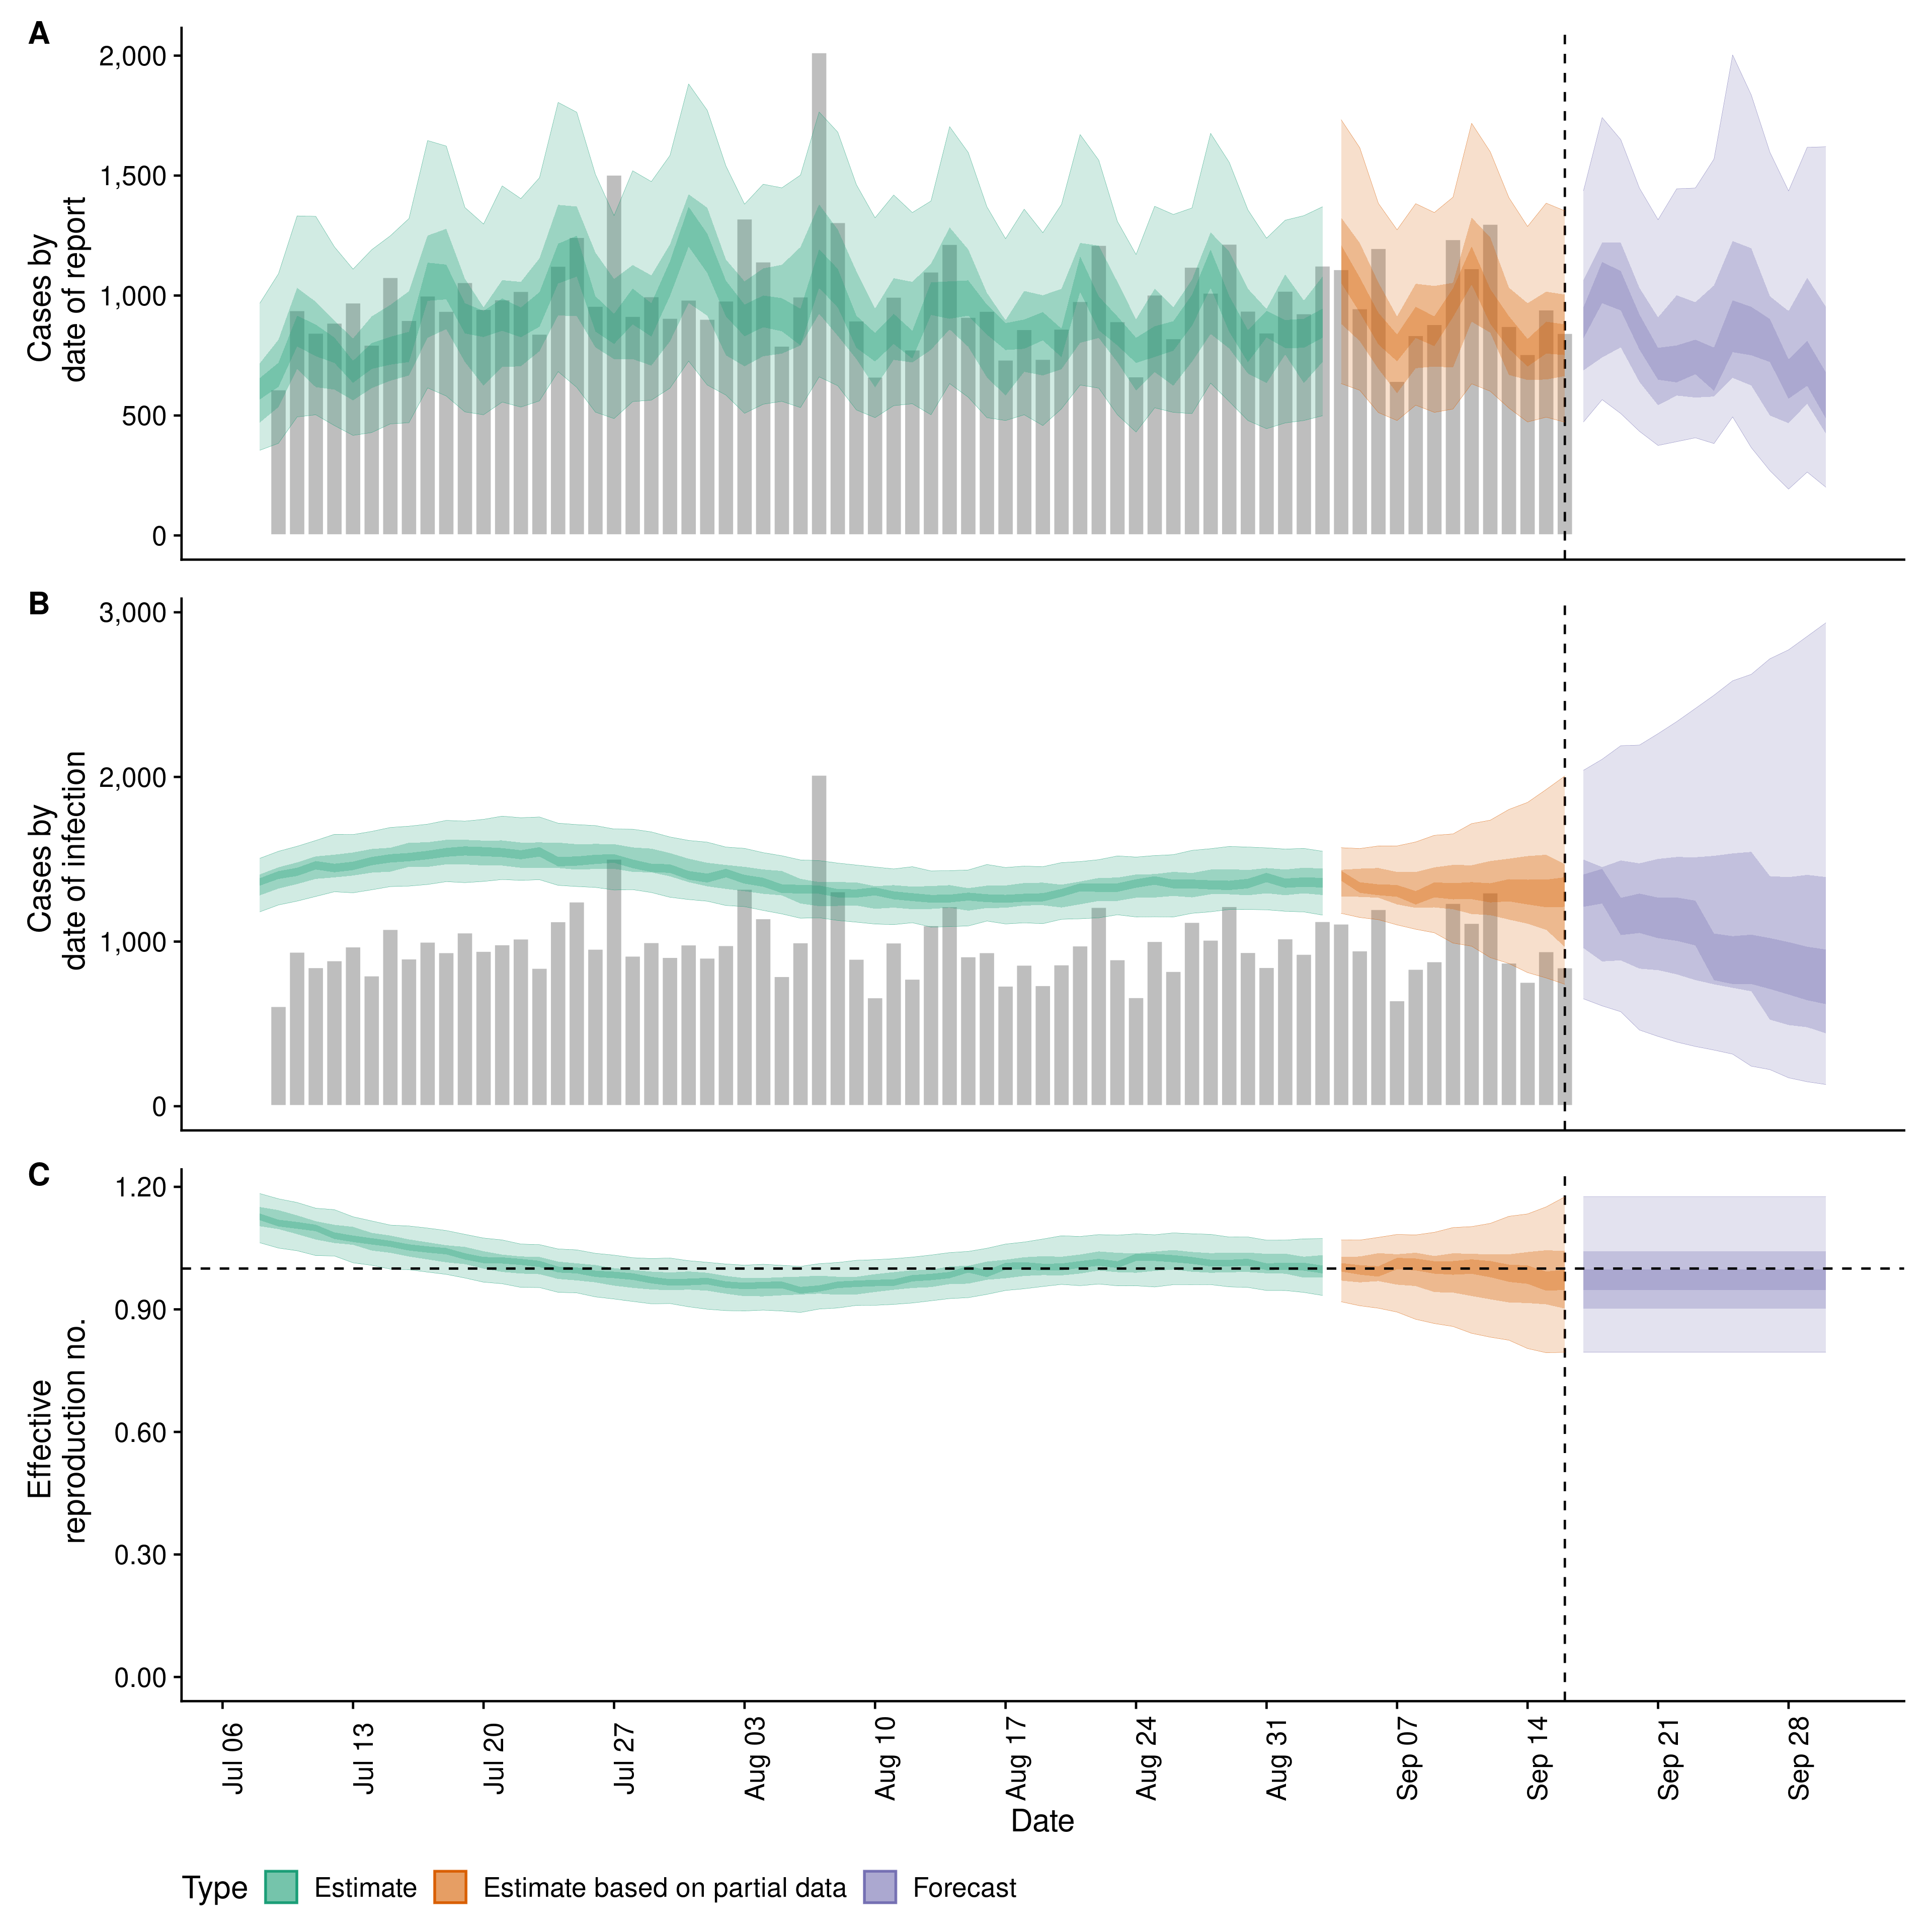 A
2,000
1,500
1,000
500
0
Cases by
date of report
B
3,000
2,000
1,000
0
Cases by
date of infection
C
1.20
0.90
0.60
0.30
0.00
Effective
reproduction no.
Jul 06
Jul 13
Jul 20
Jul 27
Aug 03
Aug 10
Aug 17
Aug 24
Aug 31
Sep 07
Sep 14
Sep 21
Sep 28
Date
Type Estimate Estimate based on partial data Forecast